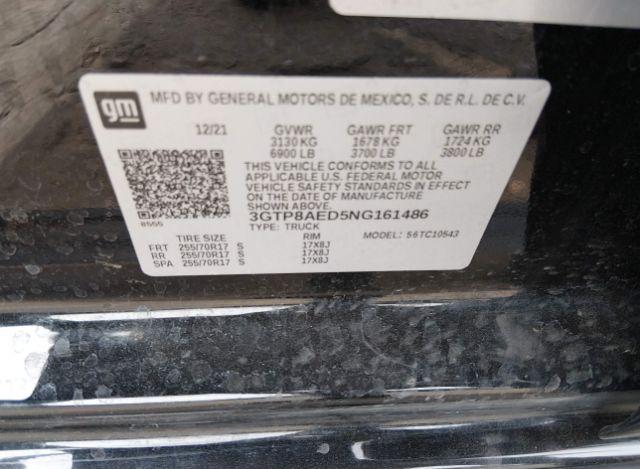 gm MFD BY GENERAL MOTORS DE MEXICO, S. DE R.L. DE C.V.
12/21 GVWR GAWR FRT GAWR RR
3130 KG 1678 KG 1724 KG
6900 LB 3700 LB 3800 LB
THIS VEHICLE CONFORMS TO ALL
APPLICABLE U.S. FEDERAL MOTOR
VEHICLE SAFETY STANDARDS IN EFFECT
ON THE DATE OF MANUFACTURE
SHOWN ABOVE.
8555 3GTP8AED5NG161486
TYPE: TRUCK MODEL: 56TC10543
TIRE SIZE RIM
FRT 255/70R17 S 17X8J
RR 255/70R17 S 17X8J
SPA 255/70R17 S 17X8J